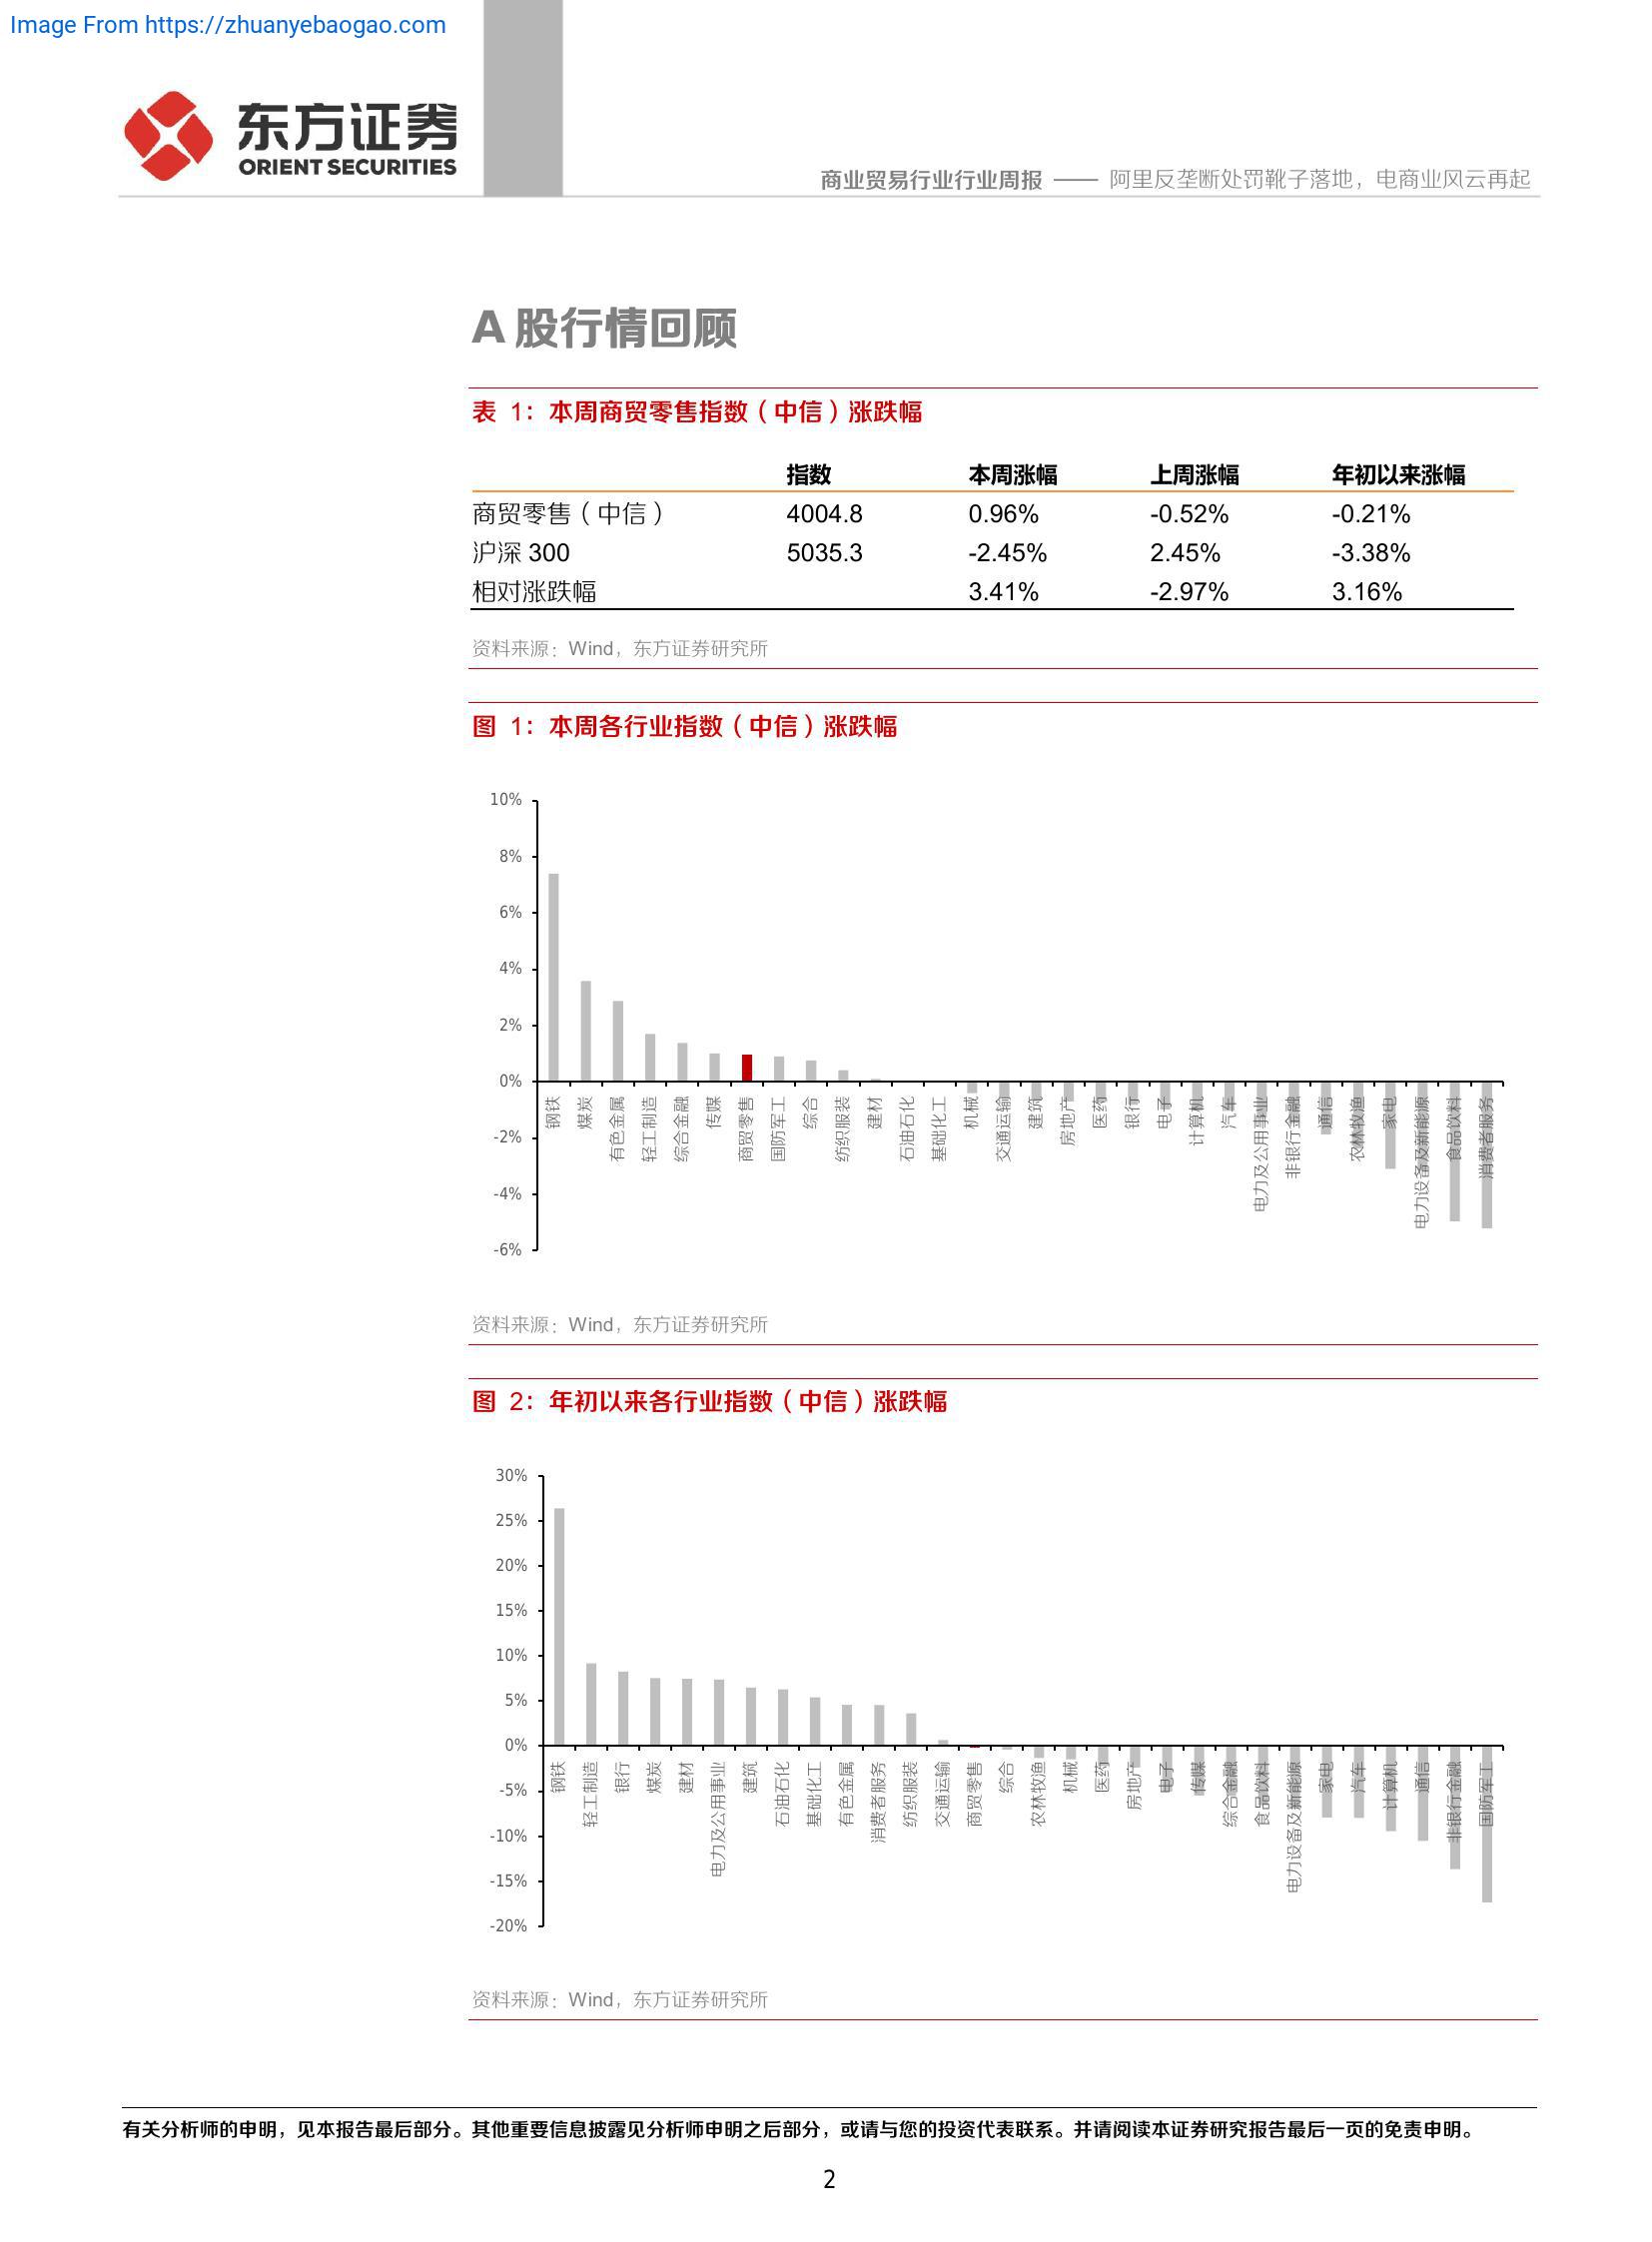 Image From https://zhuanyebaogao.com
东方证券
ORIENT SECURITIES
商业贸易行业行业周报 —— 阿里反垄断处罚靴子落地，电商业风云再起
A 股行情回顾
表 1：本周商贸零售指数（中信）涨跌幅
指数 本周涨幅 上周涨幅 年初以来涨幅
商贸零售（中信） 4004.8 0.96% -0.52% -0.21%
沪深 300 5035.3 -2.45% 2.45% -3.38%
相对涨跌幅 3.41% -2.97% 3.16%
资料来源：Wind，东方证券研究所
图 1：本周各行业指数（中信）涨跌幅
10%
8%
6%
4%
2%
0%
-2%
-4%
-6%
钢铁
煤炭
有色金属
轻工制造
综合金融
传媒
商贸零售
国防军工
综合
纺织服装
建材
石油石化
基础化工
机械
交通运输
建筑
房地产
医药
银行
电子
计算机
汽车
电力及公用事业
非银行金融
通信
农林牧渔
家电
电力设备及新能源
食品饮料
消费者服务
资料来源：Wind，东方证券研究所
图 2：年初以来各行业指数（中信）涨跌幅
30%
25%
20%
15%
10%
5%
0%
-5%
-10%
-15%
-20%
钢铁
轻工制造
银行
煤炭
建材
电力及公用事业
建筑
石油石化
基础化工
有色金属
消费者服务
纺织服装
交通运输
商贸零售
综合
农林牧渔
机械
医药
房地产
电子
传媒
综合金融
食品饮料
电力设备及新能源
家电
汽车
计算机
通信
非银行金融
国防军工
资料来源：Wind，东方证券研究所
有关分析师的申明，见本报告最后部分。其他重要信息披露见分析师申明之后部分，或请与您的投资代表联系。并请阅读本证券研究报告最后一页的免责申明。
2